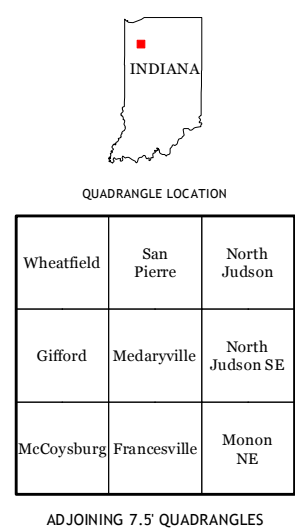 INDIANA
QUADRANGLE LOCATION
Wheatfield
San
Pierre
North
Judson
Gifford
Medaryville
North
Judson SE
McCoysburg
Francesville
Monon
NE
ADJOINING 7.5' QUADRANGLES